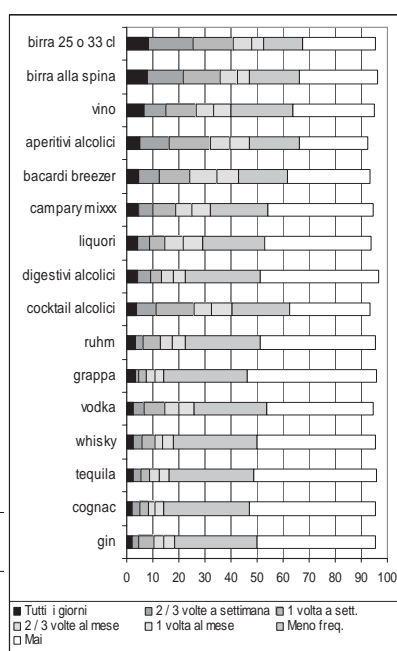 birra 25 o 33 cl
birra alla spina
vino
aperitivi alcolici
bacardi breezer
campary mixxx
liquori
digestivi alcolici
cocktail alcolici
ruhm
grappa
vodka
whisky
tequila
cognac
gin
0 10 20 30 40 50 60 70 80 90 100
Tutti i giorni 2 / 3 volte a settimana 1 volta a sett.
2 / 3 volte al mese 1 volta al mese Meno freq.
Mai